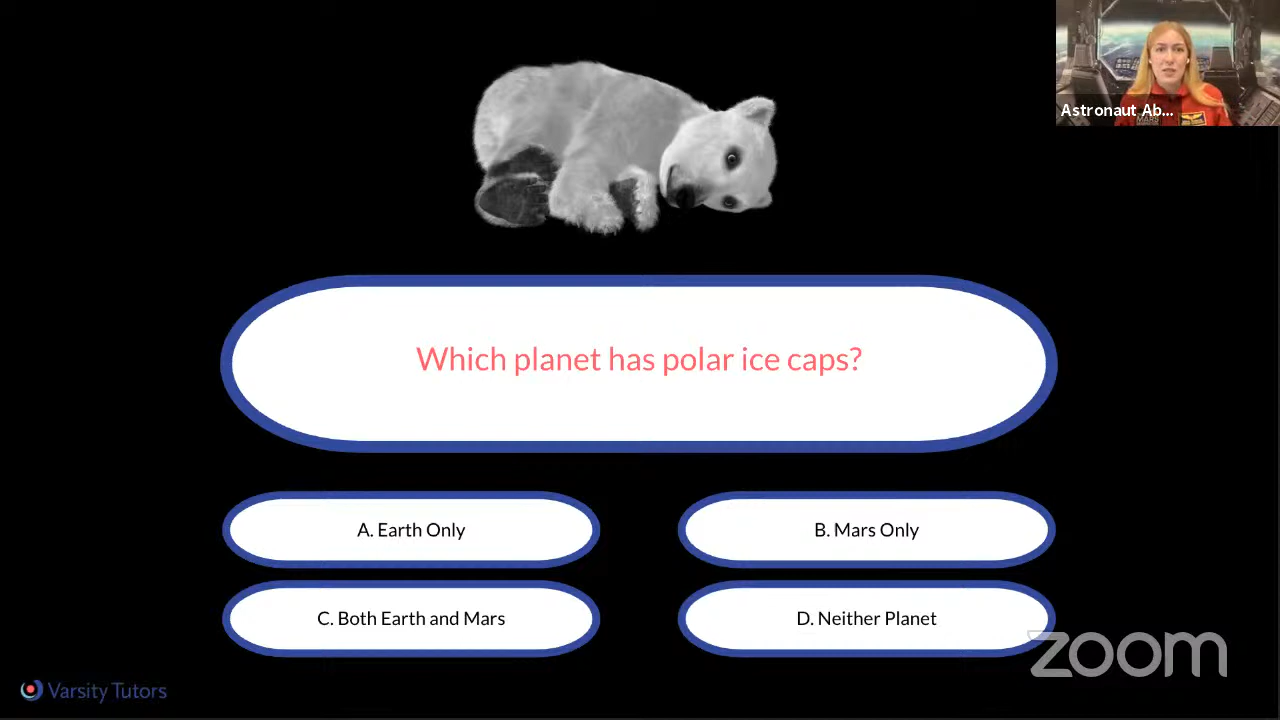 Astronaut Ab...
MARS
Which planet has polar ice caps?
A. Earth Only
B. Mars Only
C. Both Earth and Mars
D. Neither Planet
zoom
Varsity Tutors